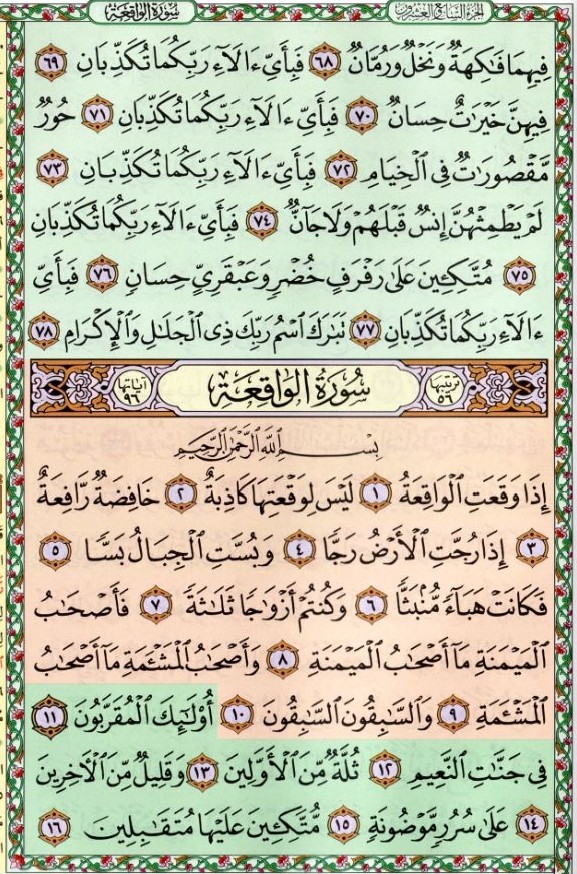 سورة الواقعة
الجزء السابع والعشرون
فِيهِمَا فَٰكِهَةٌ وَنَخْلٌ وَرُمَّانٌ ٦٨ فَبِأَيِّ ءَالَآءِ رَبِّكُمَا تُكَذِّبَانِ ٦٩
فِيهِنَّ خَيْرَٰتٌ حِسَانٌ ٧٠ فَبِأَيِّ ءَالَآءِ رَبِّكُمَا تُكَذِّبَانِ ٧١ حُورٌ
مَّقْصُورَٰتٌ فِى ٱلْخِيَامِ ٧٢ فَبِأَيِّ ءَالَآءِ رَبِّكُمَا تُكَذِّبَانِ ٧٣
لَمْ يَطْمِثْهُنَّ إِنسٌ قَبْلَهُمْ وَلَا جَآنٌّ ٧٤ فَبِأَيِّ ءَالَآءِ رَبِّكُمَا تُكَذِّبَانِ
٧٥ مُتَّكِـِٔينَ عَلَىٰ رَفْرَفٍ خُضْرٍ وَعَبْقَرِىٍّ حِسَانٍ ٧٦ فَبِأَيِّ
ءَالَآءِ رَبِّكُمَا تُكَذِّبَانِ ٧٧ تَبَٰرَكَ ٱسْمُ رَبِّكَ ذِى ٱلْجَلَٰلِ وَٱلْإِكْرَامِ ٧٨
ترتيبها ٥٦ سُورَةُ الوَاقِعَة آياتها ٩٦
بِسْمِ ٱللَّهِ ٱلرَّحْمَٰنِ ٱلرَّحِيمِ
إِذَا وَقَعَتِ ٱلْوَاقِعَةُ ١ لَيْسَ لِوَقْعَتِهَا كَاذِبَةٌ ٢ خَافِضَةٌ رَّافِعَةٌ
٣ إِذَا رُجَّتِ ٱلْأَرْضُ رَجًّا ٤ وَبُسَّتِ ٱلْجِبَالُ بَسًّا ٥
فَكَانَتْ هَبَآءً مُّنۢبَثًّا ٦ وَكُنتُمْ أَزْوَٰجًا ثَلَٰثَةً ٧ فَأَصْحَٰبُ
ٱلْمَيْمَنَةِ مَآ أَصْحَٰبُ ٱلْمَيْمَنَةِ ٨ وَأَصْحَٰبُ ٱلْمَشْـَٔمَةِ مَآ أَصْحَٰبُ
ٱلْمَشْـَٔمَةِ ٩ وَٱلسَّٰبِقُونَ ٱلسَّٰبِقُونَ ١٠ أُو۟لَٰٓئِكَ ٱلْمُقَرَّبُونَ ١١
فِى جَنَّٰتِ ٱلنَّعِيمِ ١٢ ثُلَّةٌ مِّنَ ٱلْأَوَّلِينَ ١٣ وَقَلِيلٌ مِّنَ ٱلْءَاخِرِينَ
١٤ عَلَىٰ سُرُرٍ مَّوْضُونَةٍ ١٥ مُّتَّكِـِٔينَ عَلَيْهَا مُتَقَٰبِلِينَ ١٦